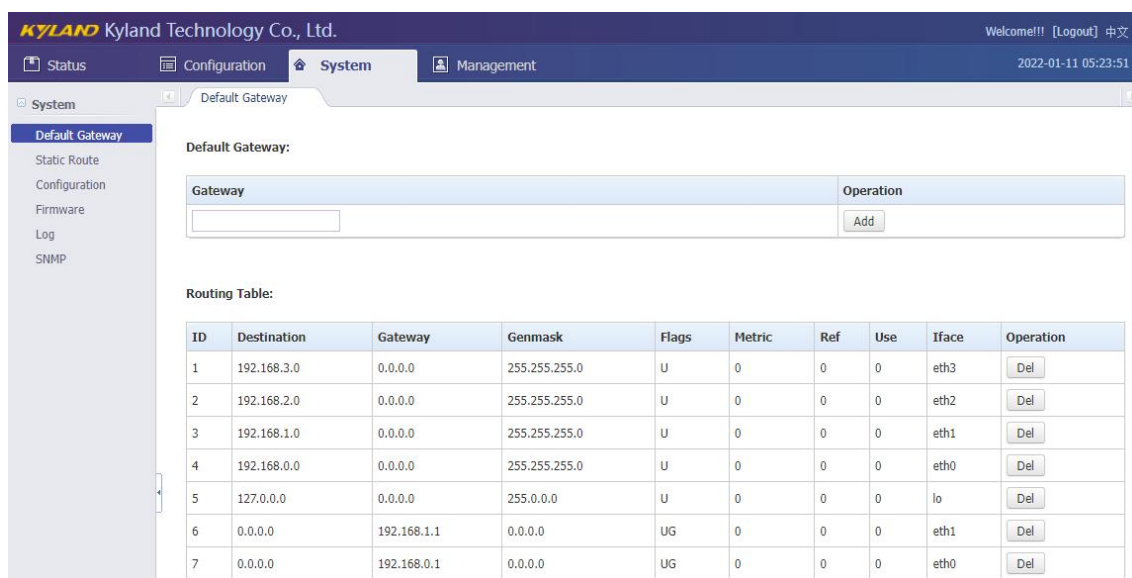 KYLAND Kyland Technology Co., Ltd.
Welcome!!! [Logout] 中文
Status Configuration System Management
2022-01-11 05:23:51
System
Default Gateway
Static Route
Configuration
Firmware
Log
SNMP
Default Gateway
Default Gateway:
Gateway Operation
Add
Routing Table:
ID Destination Gateway Genmask Flags Metric Ref Use Iface Operation
1 192.168.3.0 0.0.0.0 255.255.255.0 U 0 0 0 eth3 Del
2 192.168.2.0 0.0.0.0 255.255.255.0 U 0 0 0 eth2 Del
3 192.168.1.0 0.0.0.0 255.255.255.0 U 0 0 0 eth1 Del
4 192.168.0.0 0.0.0.0 255.255.255.0 U 0 0 0 eth0 Del
5 127.0.0.0 0.0.0.0 255.0.0.0 U 0 0 0 lo Del
6 0.0.0.0 192.168.1.1 0.0.0.0 UG 0 0 0 eth1 Del
7 0.0.0.0 192.168.0.1 0.0.0.0 UG 0 0 0 eth0 Del